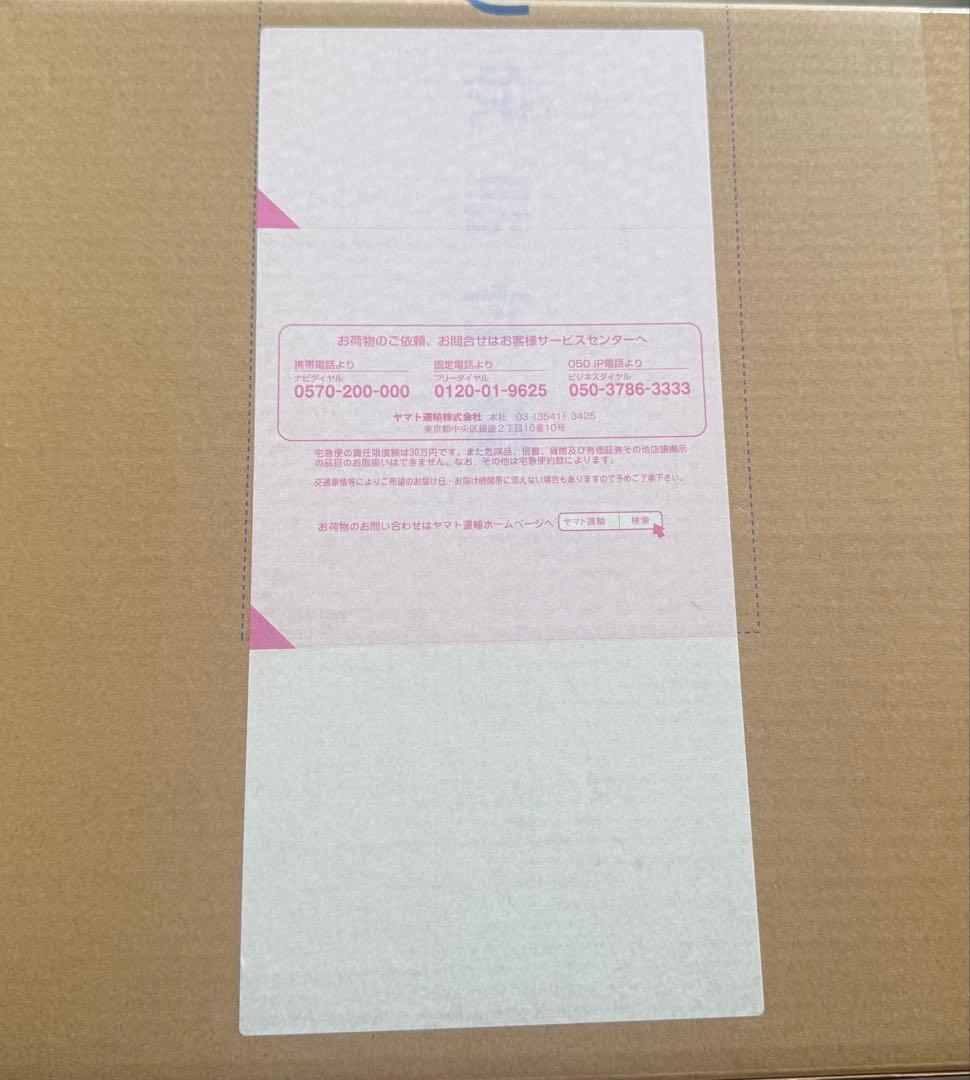 お荷物のご依頼、お問合せはお客様サービスセンターへ
携帯電話より
ナビダイヤル
0570-200-000
固定電話より
フリーダイヤル
0120-01-9625
050 IP電話より
ビジネスダイヤル
050-3786-3333
ヤマト運輸株式会社 本社 03 (3541) 3425
東京都中央区銀座2丁目16番10号
宅急便の責任限度額は30万円です。また危険品、信書、貨幣及び有価証券その他店頭掲示
の品目のお取扱いはできません。なお、その他は宅急便約款によります。
交通事情等によりご希望のお届け日・お届け時間帯に添えない場合もありますので予めご了承下さい。
お荷物のお問い合わせはヤマト運輸ホームページへ ヤマト運輸 検索